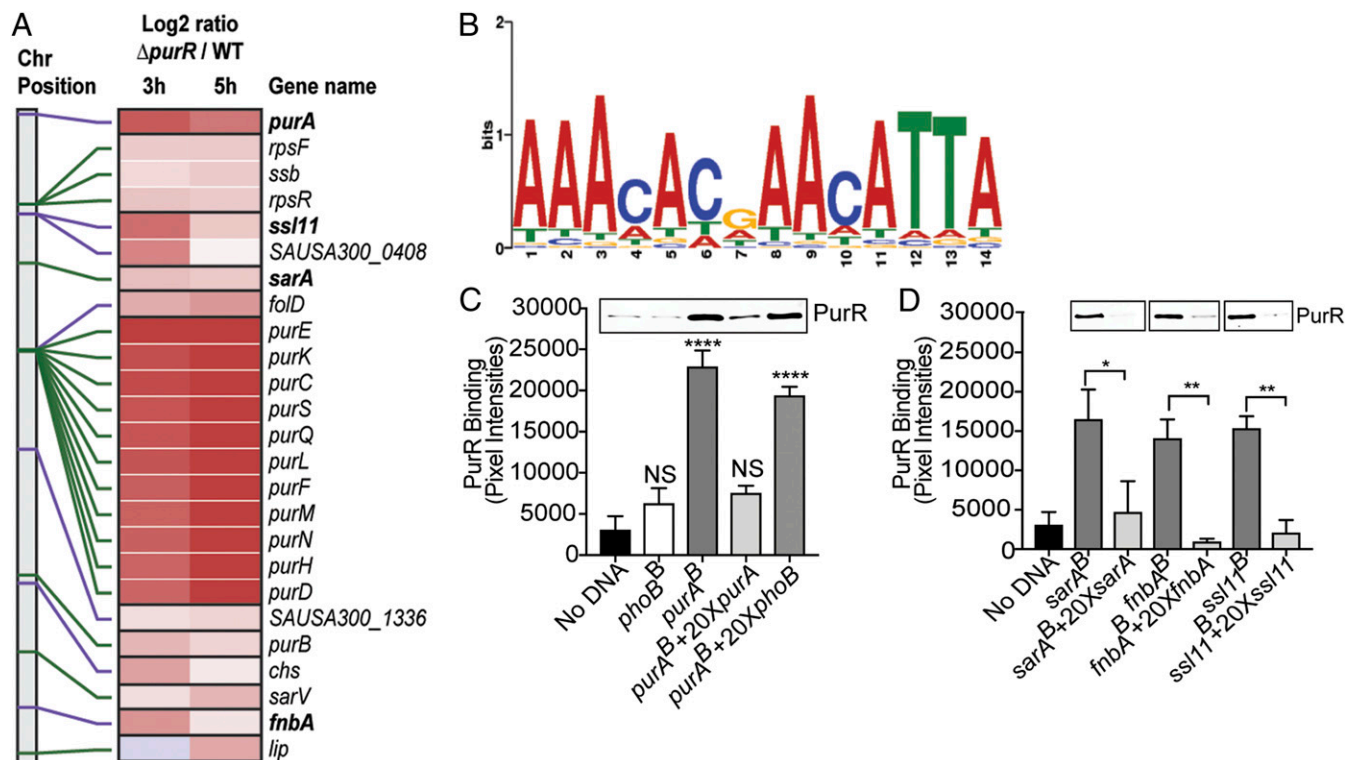 A
Log2 ratio
ΔpurR / WT
Chr
Position
3h 5h Gene name
purA
rpsF
ssb
rpsR
ssl11
SAUSA300_0408
sarA
folD
purE
purK
purC
purS
purQ
purL
purF
purM
purN
purH
purD
SAUSA300_1336
purB
chs
sarV
fnbA
lip
B
2
bits
1
0
AAACACGAACATTA
1 2 3 4 5 6 7 8 9 10 11 12 13 14
C
PurR
PurR Binding
(Pixel Intensities)
30000
25000
20000
15000
10000
5000
0
NS
****
NS
****
No DNA
phoB^B
purA^B
purA^B+20XpurA
purA^B+20XphoB
D
PurR
PurR Binding
(Pixel Intensities)
30000
25000
20000
15000
10000
5000
0
*
**
**
No DNA
sarA^B
sarA^B+20XsarA
fnbA^B
fnbA^B+20XfnbA
ssl11^B
ssl11^B+20Xssl11